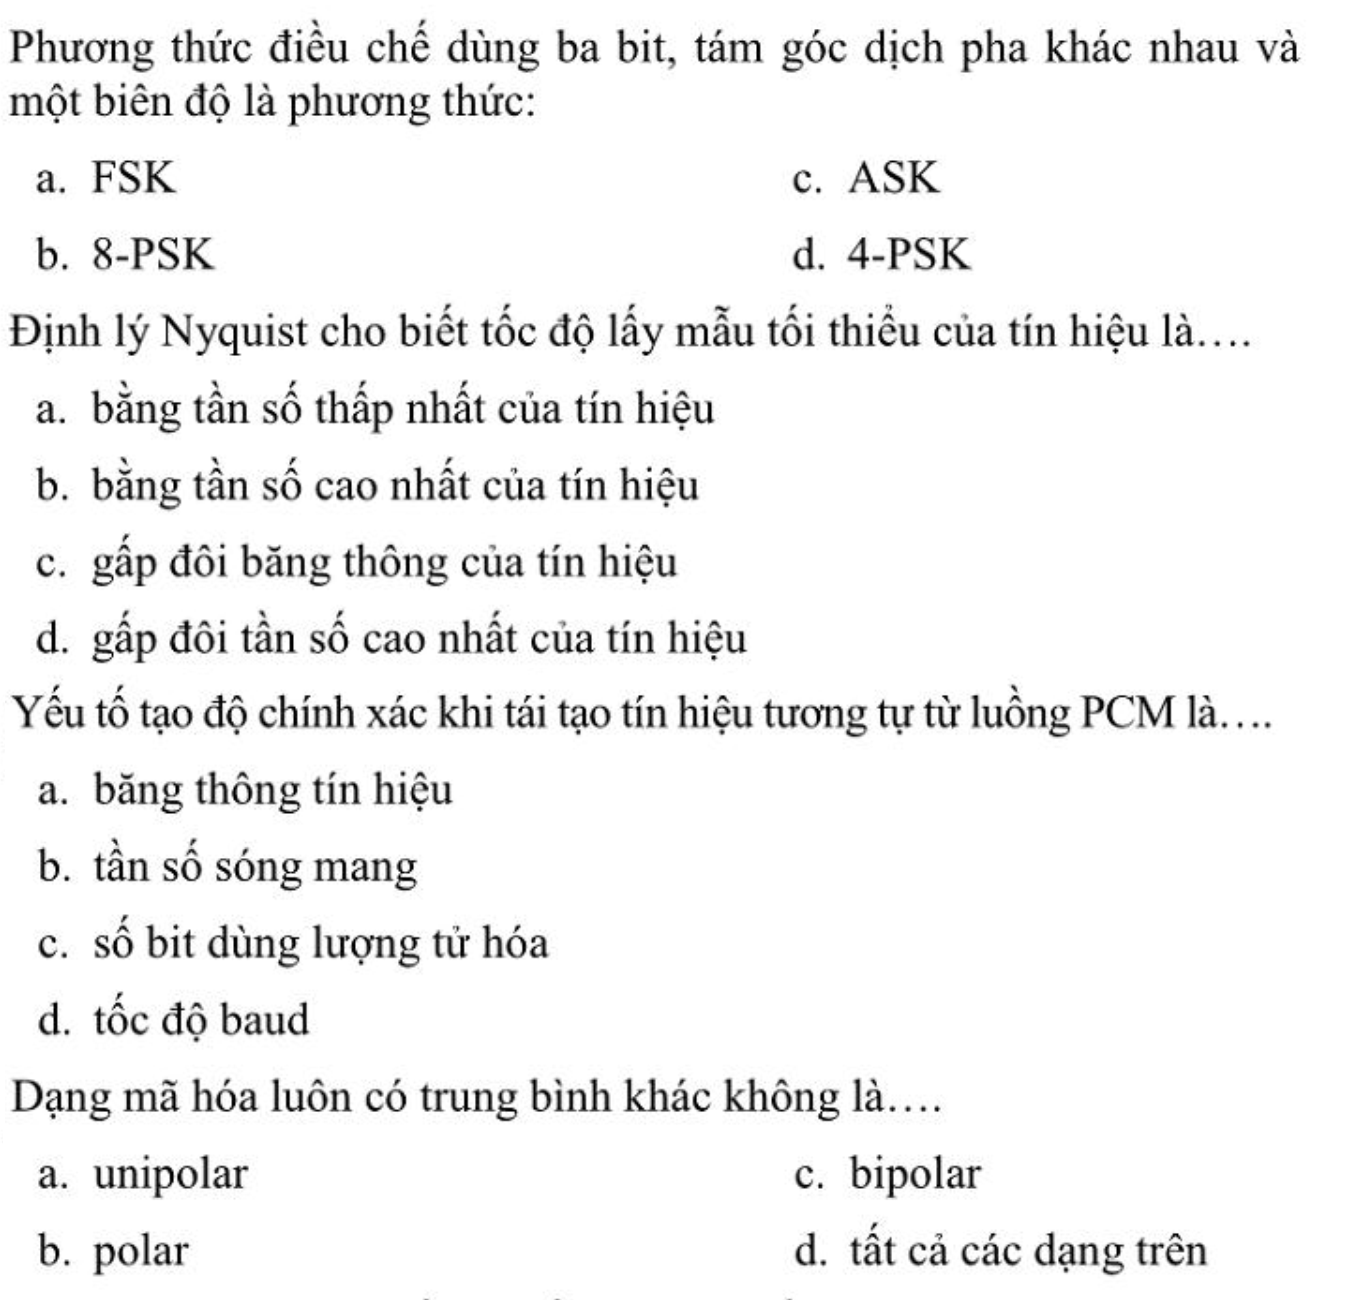 Phương thức điều chế dùng ba bit, tám góc dịch pha khác nhau và
một biên độ là phương thức:
a. FSK
c. ASK
b. 8-PSK
d. 4-PSK
Định lý Nyquist cho biết tốc độ lấy mẫu tối thiểu của tín hiệu là....
a. bằng tần số thấp nhất của tín hiệu
b. bằng tần số cao nhất của tín hiệu
c. gấp đôi băng thông của tín hiệu
d. gấp đôi tần số cao nhất của tín hiệu
Yếu tố tạo độ chính xác khi tái tạo tín hiệu tương tự từ luồng PCM là....
a. băng thông tín hiệu
b. tần số sóng mang
c. số bit dùng lượng tử hóa
d. tốc độ baud
Dạng mã hóa luôn có trung bình khác không là....
a. unipolar
c. bipolar
b. polar
d. tất cả các dạng trên